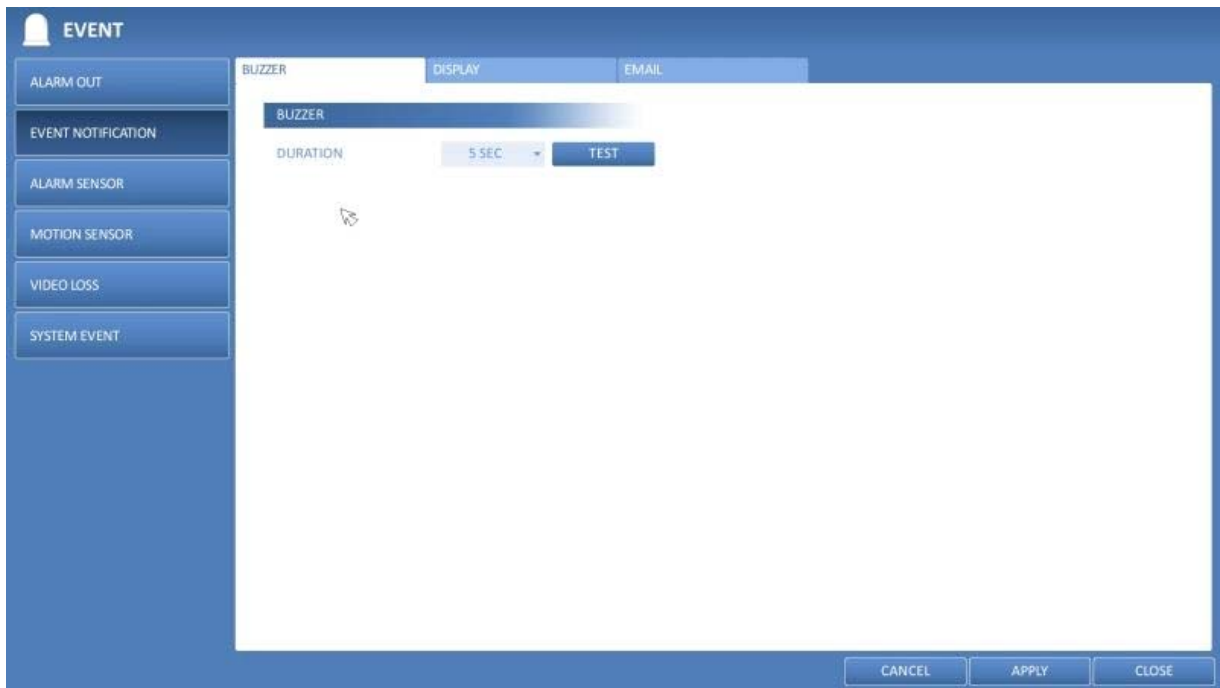 EVENT
ALARM OUT
EVENT NOTIFICATION
ALARM SENSOR
MOTION SENSOR
VIDEO LOSS
SYSTEM EVENT
BUZZER DISPLAY EMAIL
BUZZER
DURATION 5 SEC TEST
CANCEL APPLY CLOSE